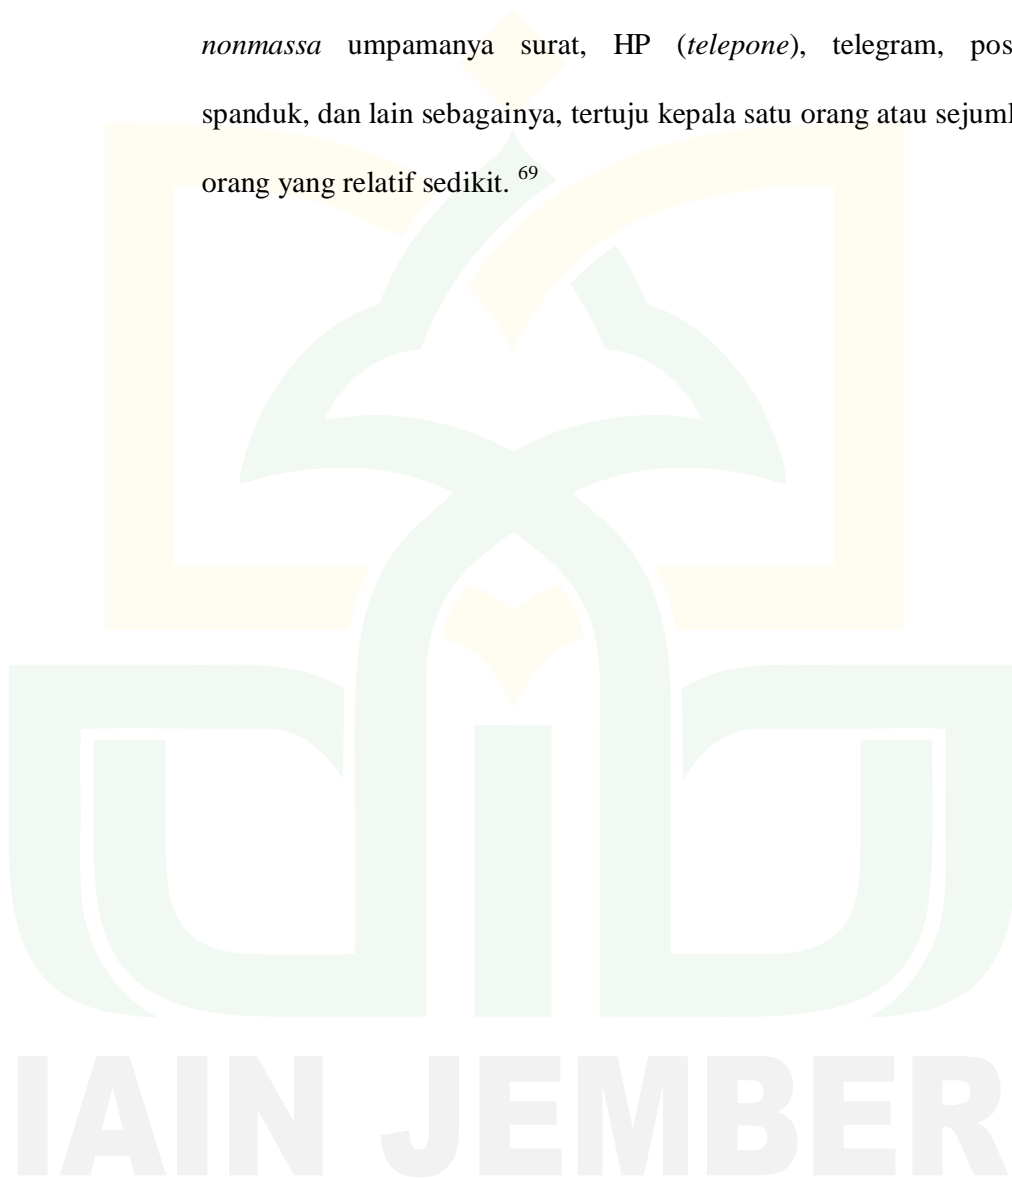 nonmassa umpamanya surat, HP (telepone), telegram, pos
spanduk, dan lain sebagainya, tertuju kepala satu orang atau
orang yang relatif sedikit. 69
IAIN JEMBER